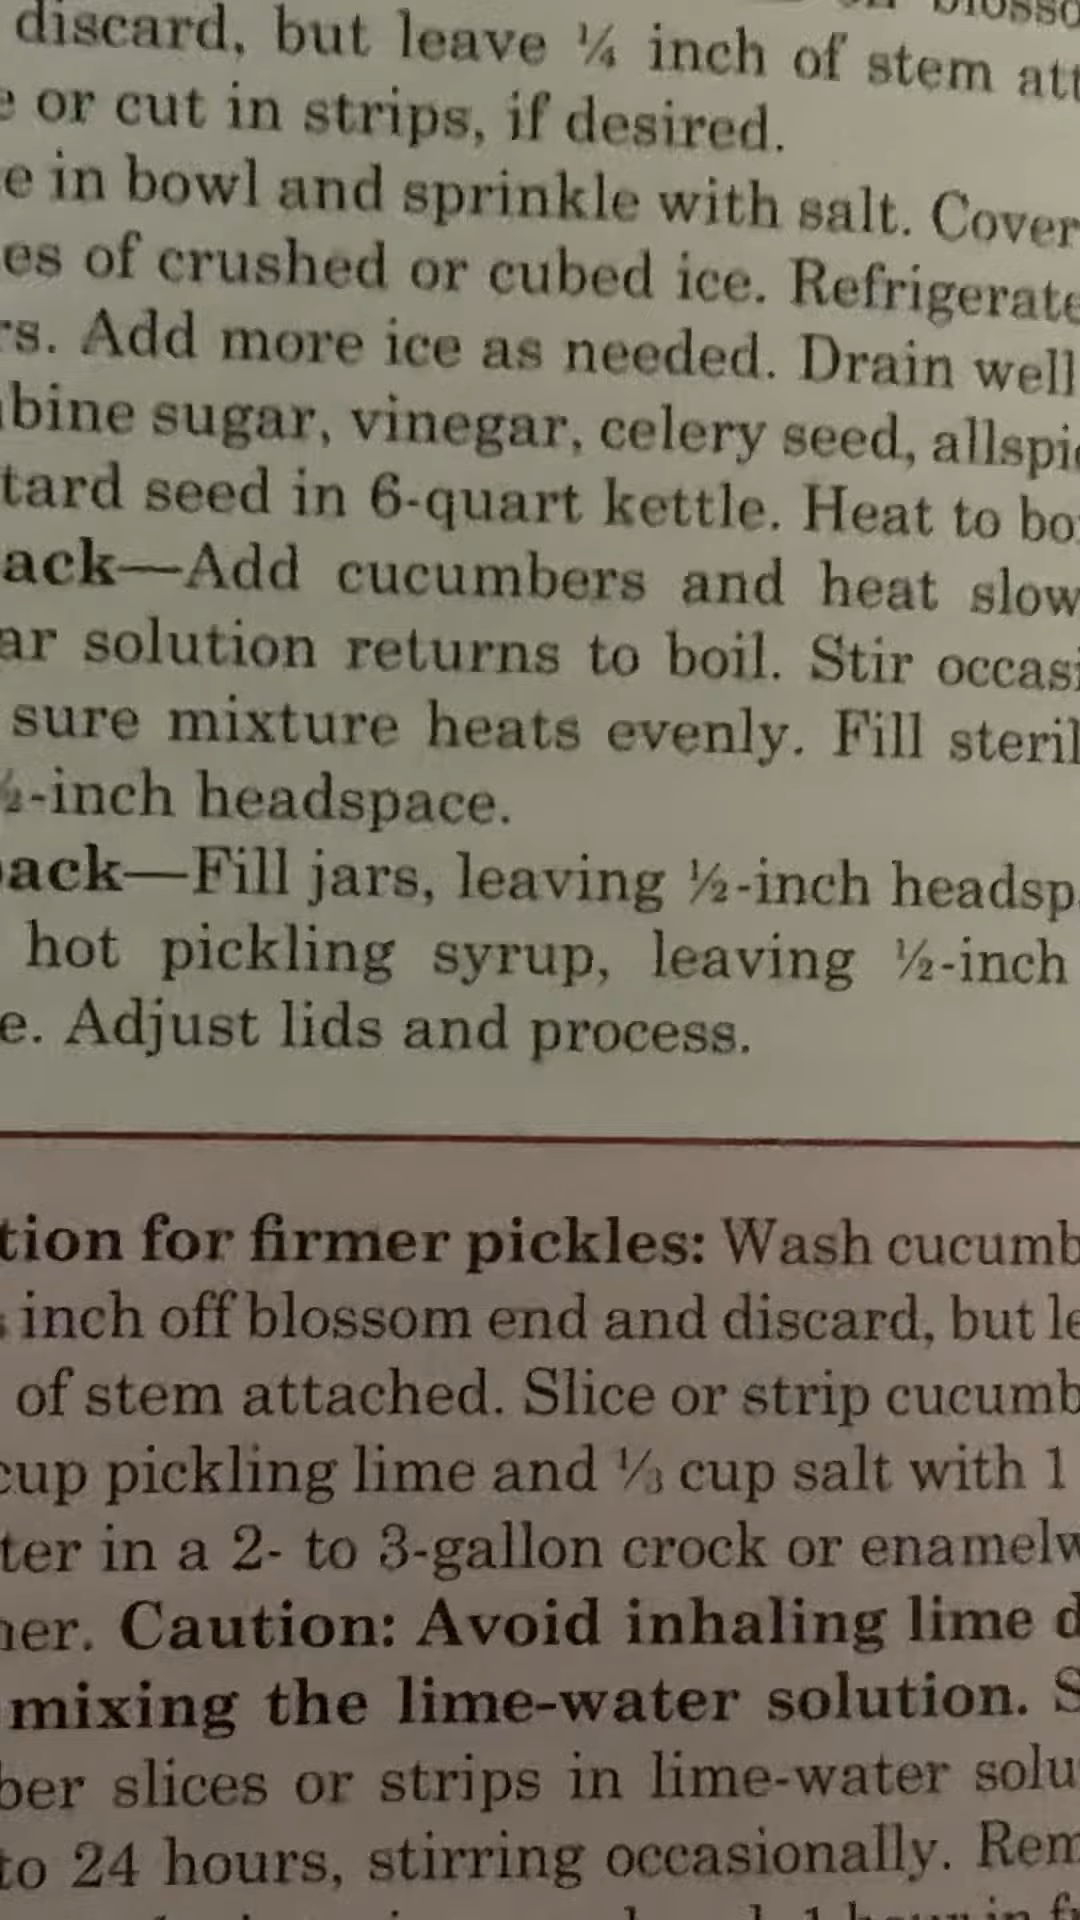 discard, but leave ¼ inch of stem att
e or cut in strips, if desired.
e in bowl and sprinkle with salt. Cover
es of crushed or cubed ice. Refrigerate
rs. Add more ice as needed. Drain well
bine sugar, vinegar, celery seed, allspic
tard seed in 6-quart kettle. Heat to bo
ack—Add cucumbers and heat slow
ar solution returns to boil. Stir occasi
sure mixture heats evenly. Fill steril
½-inch headspace.
ack—Fill jars, leaving ½-inch headsp
hot pickling syrup, leaving ½-inch
e. Adjust lids and process.
tion for firmer pickles: Wash cucumb
inch off blossom end and discard, but le
of stem attached. Slice or strip cucumb
cup pickling lime and ⅓ cup salt with 1
ter in a 2- to 3-gallon crock or enamelw
ner. Caution: Avoid inhaling lime d
mixing the lime-water solution. S
ber slices or strips in lime-water solu
to 24 hours, stirring occasionally. Rem